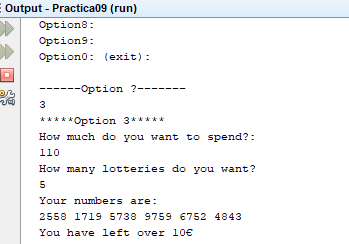 Output - Practica09 (run)
Option8:
Option9:
Option0: (exit):
------Option ?-------
3
*****Option 3*****
How much do you want to spend?:
110
How many lotteries do you want?
5
Your numbers are:
2558 1719 5738 9759 6752 4843
You have left over 10€